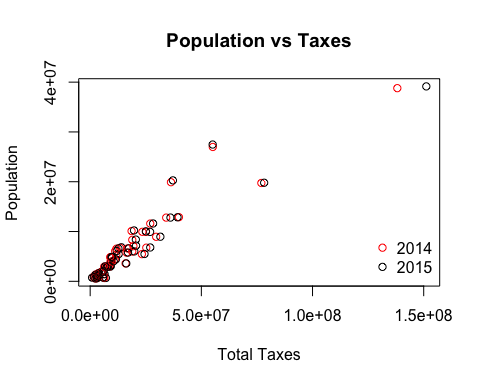 Population vs Taxes
4e+07
2e+07
0e+00
Population
2014
2015
0.0e+00 5.0e+07 1.0e+08 1.5e+08
Total Taxes